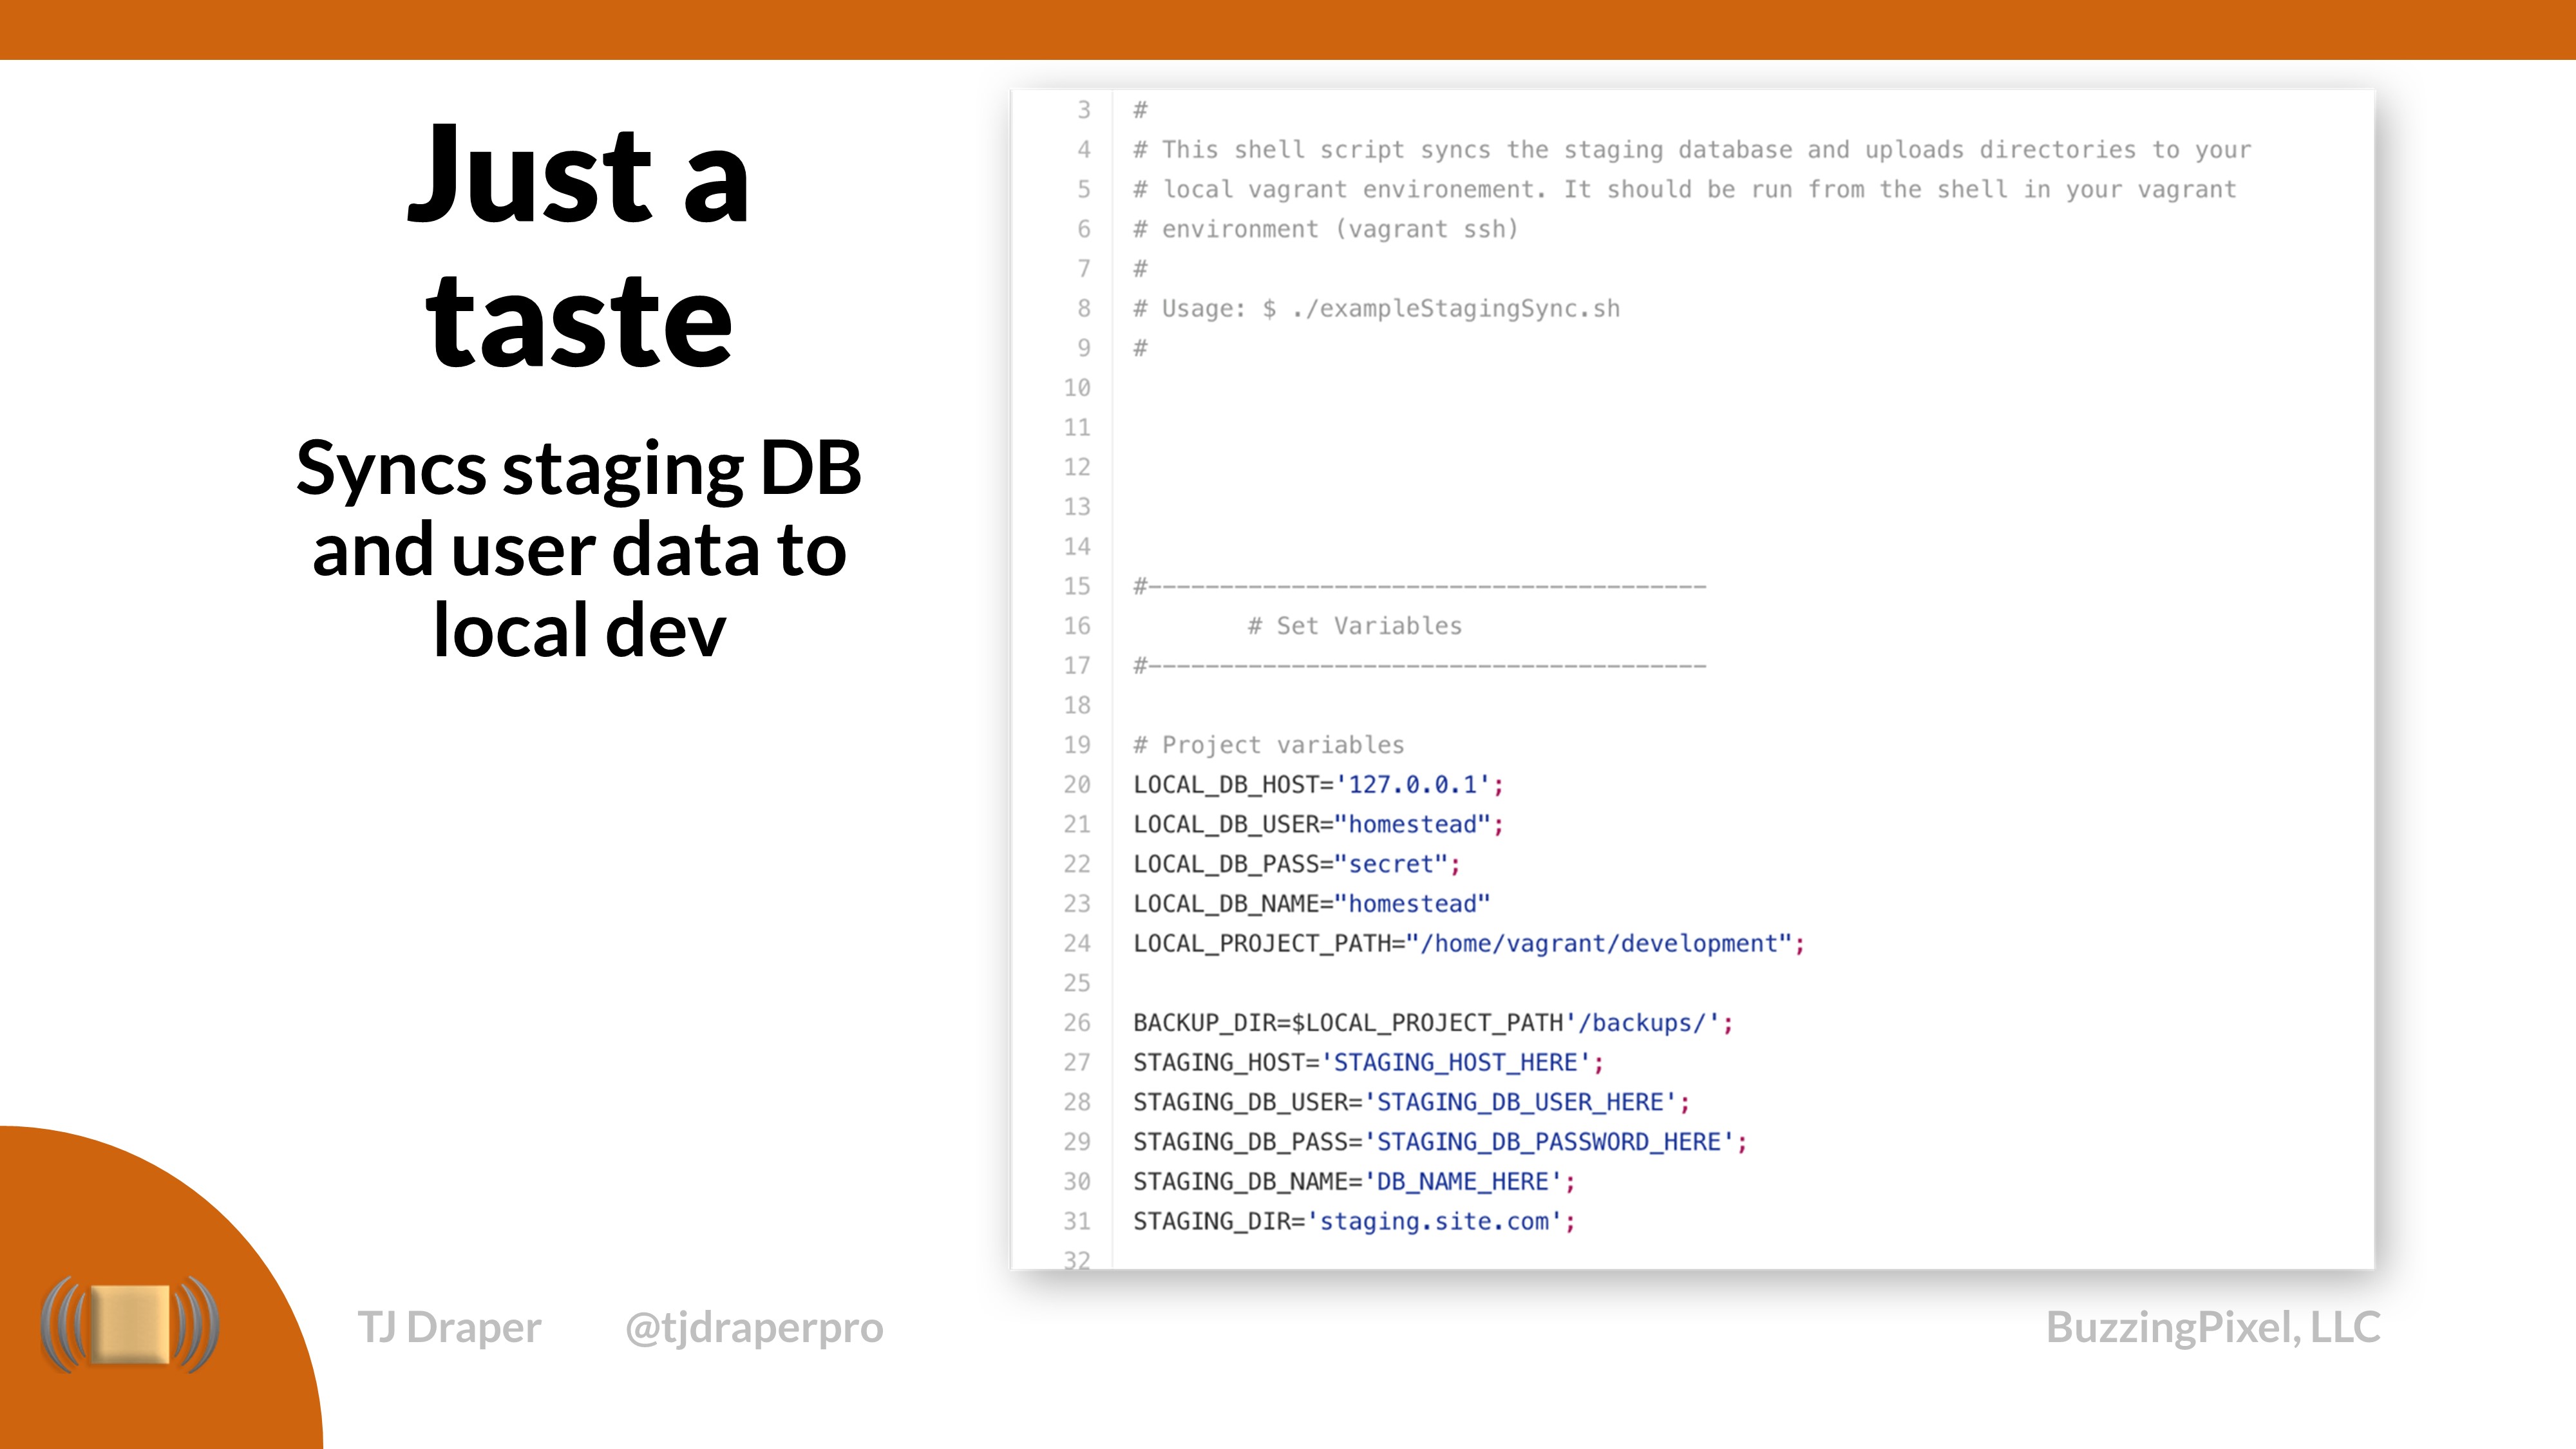 Just a
taste
Syncs staging DB
and user data to
local dev
3 #
4 # This shell script syncs the staging database and uploads directories to your
5 # local vagrant environement. It should be run from the shell in your vagrant
6 # environment (vagrant ssh)
7 #
8 # Usage: $ ./exampleStagingSync.sh
9 #
10
11
12
13
14
15 #---------------------------------------
16         # Set Variables
17 #---------------------------------------
18
19 # Project variables
20 LOCAL_DB_HOST='127.0.0.1';
21 LOCAL_DB_USER="homestead";
22 LOCAL_DB_PASS="secret";
23 LOCAL_DB_NAME="homestead"
24 LOCAL_PROJECT_PATH="/home/vagrant/development";
25
26 BACKUP_DIR=$LOCAL_PROJECT_PATH'/backups/';
27 STAGING_HOST='STAGING_HOST_HERE';
28 STAGING_DB_USER='STAGING_DB_USER_HERE';
29 STAGING_DB_PASS='STAGING_DB_PASSWORD_HERE';
30 STAGING_DB_NAME='DB_NAME_HERE';
31 STAGING_DIR='staging.site.com';
32
TJ Draper @tjdraperpro BuzzingPixel, LLC